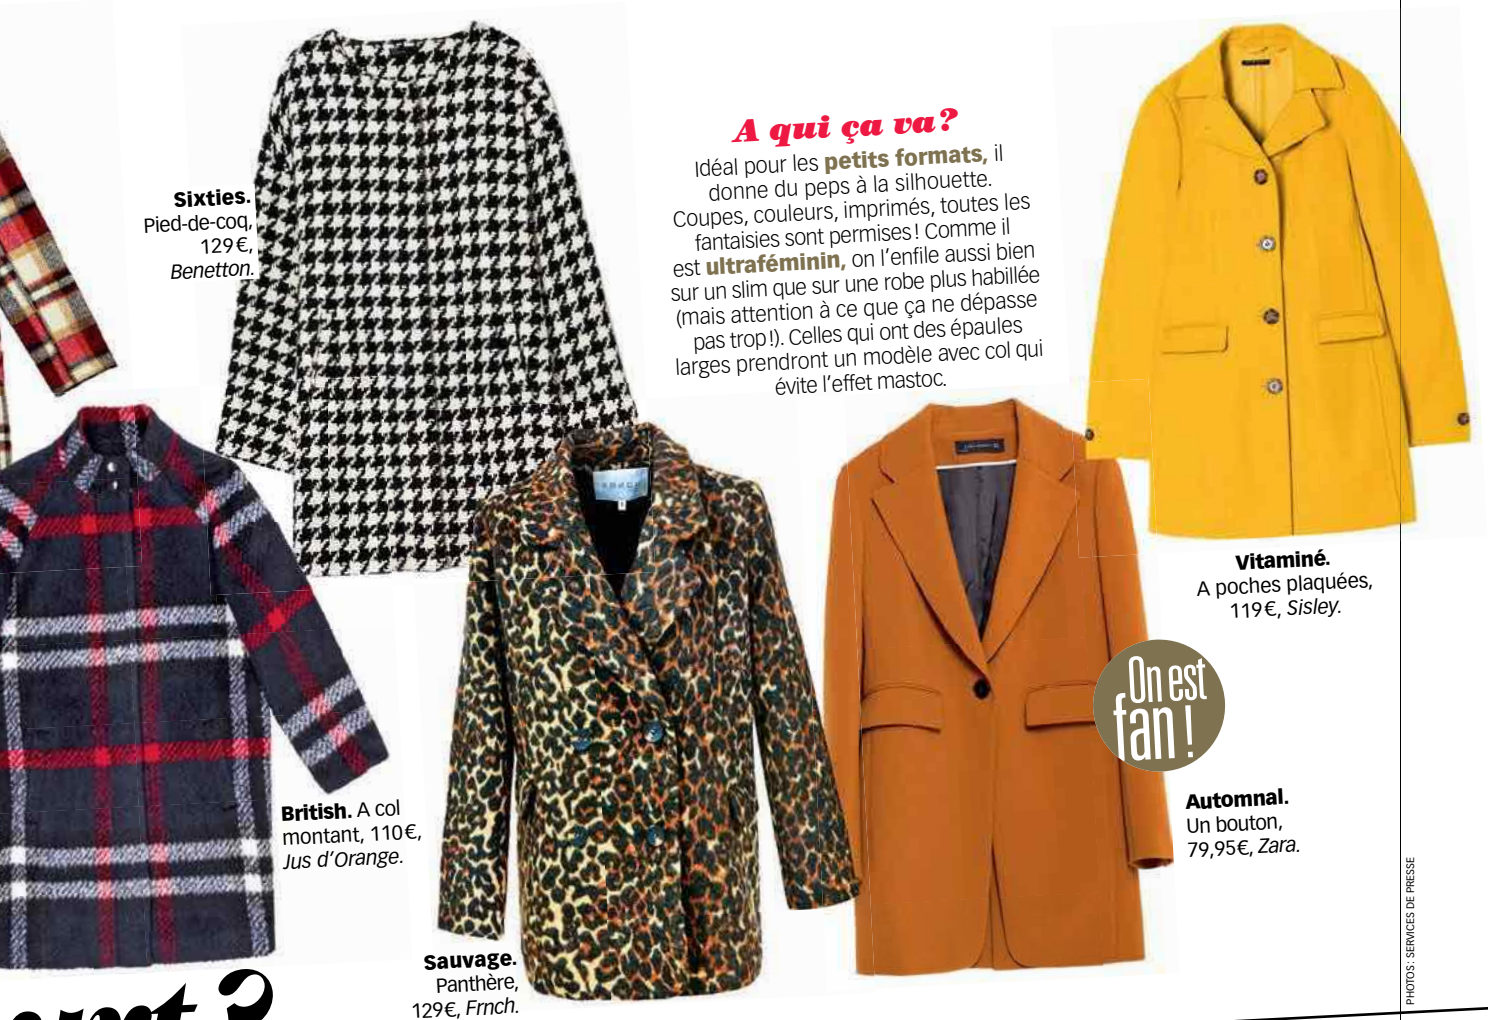 A qui ça va?
Idéal pour les petits formats, il
donne du peps à la silhouette.
Coupes, couleurs, imprimés, toutes les
fantaisies sont permises! Comme il
est ultraféminin, on l'enfile aussi bien
sur un slim que sur une robe plus habillée
(mais attention à ce que ça ne dépasse
pas trop!). Celles qui ont des épaules
larges prendront un modèle avec col qui
évite l'effet mastoc.
Sixties.
Pied-de-coq,
129€,
Benetton.
Vitaminé.
A poches plaquées,
119€, Sisley.
On est
fan!
Automnal.
Un bouton,
79,95€, Zara.
British. A col
montant, 110€,
Jus d'Orange.
Sauvage.
Panthère,
129€, Frnch.
PHOTOS: SERVICES DE PRESSE